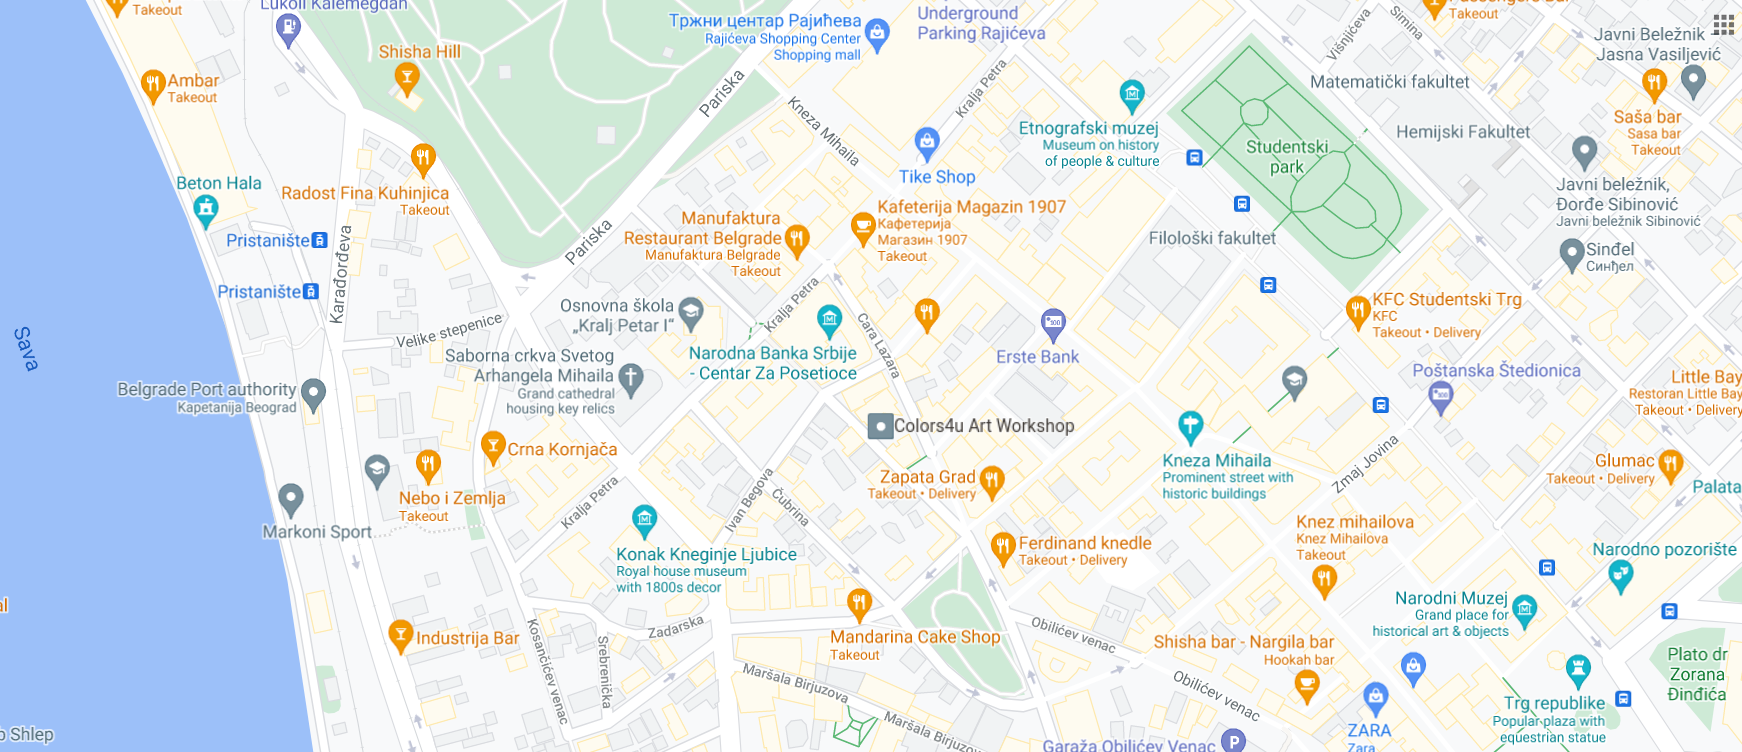 Takeout
Lukoil Kalemegdan
Shisha Hill
Ambar
Takeout
Radost Fina Kuhinjica
Takeout
Beton Hala
Pristanište
Pristanište
Karađorđeva
Sava
Pariska
Pariska
Тржни центар Рајићева
Rajićeva Shopping Center
Shopping mall
Underground
Parking Rajićeva
Kralja Petra
Kneza Mihaila
Etnografski muzej
Museum on history
of people & culture
Tike Shop
Manufaktura
Restaurant Belgrade
Manufaktura Belgrade
Takeout
Kafeterija Magazin 1907
Кафетерија
Магазин 1907
Takeout
Studentski
park
Filološki fakultet
Višnjićeva
Simina
Takeout
Javni Beležnik
Jasna Vasiljević
Matematički fakultet
Hemijski Fakultet
Saša bar
Sasa bar
Takeout
Javni beležnik,
Đorđe Sibinović
Javni beležnik Sibinović
Sinđel
Синђел
KFC Studentski Trg
KFC
Takeout • Delivery
Osnovna škola
„Kralj Petar I“
Kralja Petra
Narodna Banka Srbije
- Centar Za Posetioce
Cara Lazara
Erste Bank
Velike stepenice
Saborna crkva Svetog
Arhangela Mihaila
Grand cathedral
housing key relics
Belgrade Port authority
Kapetanija Beograd
Poštanska Štedionica
Little Bay
Restoran Little Bay
Takeout • Delivery
Colors4u Art Workshop
Crna Kornjača
Nebo i Zemlja
Takeout
Markoni Sport
Kralja Petra
Ivan Begova
Čubrina
Zapata Grad
Takeout • Delivery
Kneza Mihaila
Prominent street with
historic buildings
Zmaj Jovina
Glumac
Takeout • Delivery
Palata
Konak Kneginje Ljubice
Royal house museum
with 1800s decor
Ferdinand knedle
Takeout • Delivery
Knez mihailova
Knez Mihailova
Takeout
Narodno pozorište
Narodni Muzej
Grand place for
historical art & objects
al
Industrija Bar
Kosančićev venac
Srebrenička
Zadarska
Mandarina Cake Shop
Takeout
Obilićev venac
Shisha bar - Nargila bar
Hookah bar
Maršala Birjuzova
Maršala Birjuzova
Obilićev venac
Plato dr
Zorana
Đinđića
Trg republike
Popular plaza with
equestrian statue
ZARA
Zara
Garaža Obilićev Venac
P
Shlep